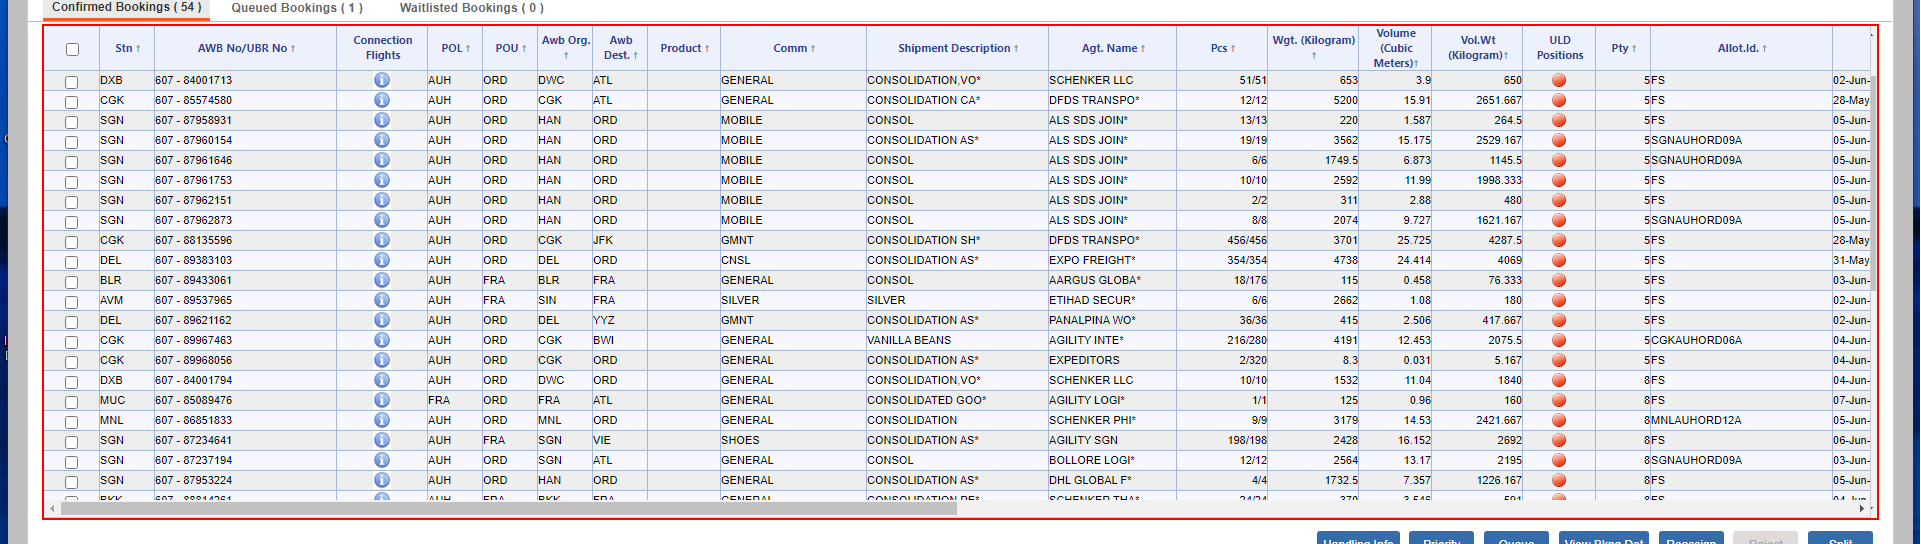 Confirmed Bookings ( 54 ) Queued Bookings ( 1 ) Waitlisted Bookings ( 0 )
Stn ↑ AWB No/UBR No ↑ Connection Flights POL ↑ POU ↑ Awb Org. ↑ Awb Dest. ↑ Product ↑ Comm ↑ Shipment Description ↑ Agt. Name ↑ Pcs ↑ Wgt. (Kilogram) ↑ Volume (Cubic Meters)↑ Vol.Wt (Kilogram)↑ ULD Positions Pty ↑ Allot.Id. ↑
DXB 607 - 84001713 AUH ORD DWC ATL GENERAL CONSOLIDATION,VO* SCHENKER LLC 51/51 653 3.9 650 5 FS 02-Jun-
CGK 607 - 85574580 AUH ORD CGK ATL GENERAL CONSOLIDATION CA* DFDS TRANSPO* 12/12 5200 15.91 2651.667 5 FS 28-May
SGN 607 - 87958931 AUH ORD HAN ORD MOBILE CONSOL ALS SDS JOIN* 13/13 220 1.587 264.5 5 FS 05-Jun-
SGN 607 - 87960154 AUH ORD HAN ORD MOBILE CONSOLIDATION AS* ALS SDS JOIN* 19/19 3562 15.175 2529.167 5 SGNAUHORD09A 05-Jun-
SGN 607 - 87961646 AUH ORD HAN ORD MOBILE CONSOL ALS SDS JOIN* 6/6 1749.5 6.873 1145.5 5 SGNAUHORD09A 05-Jun-
SGN 607 - 87961753 AUH ORD HAN ORD MOBILE CONSOL ALS SDS JOIN* 10/10 2592 11.99 1998.333 5 FS 05-Jun-
SGN 607 - 87962151 AUH ORD HAN ORD MOBILE CONSOL ALS SDS JOIN* 2/2 311 2.88 480 5 FS 05-Jun-
SGN 607 - 87962873 AUH ORD HAN ORD MOBILE CONSOL ALS SDS JOIN* 8/8 2074 9.727 1621.167 5 SGNAUHORD09A 05-Jun-
CGK 607 - 88135596 AUH ORD CGK JFK GMNT CONSOLIDATION SH* DFDS TRANSPO* 456/456 3701 25.725 4287.5 5 FS 28-May
DEL 607 - 89383103 AUH ORD DEL ORD CNSL CONSOLIDATION AS* EXPO FREIGHT* 354/354 4738 24.414 4069 5 FS 31-May
BLR 607 - 89433061 AUH FRA BLR FRA GENERAL CONSOL AARGUS GLOBA* 18/176 115 0.458 76.333 5 FS 03-Jun-
AVM 607 - 89537965 AUH FRA SIN FRA SILVER SILVER ETIHAD SECUR* 6/6 2662 1.08 180 5 FS 02-Jun-
DEL 607 - 89621162 AUH ORD DEL YYZ GMNT CONSOLIDATION AS* PANALPINA WO* 36/36 415 2.506 417.667 5 FS 02-Jun-
CGK 607 - 89967463 AUH ORD CGK BWI GENERAL VANILLA BEANS AGILITY INTE* 216/280 4191 12.453 2075.5 5 CGKAUHORD06A 04-Jun-
CGK 607 - 89968056 AUH ORD CGK ORD GENERAL CONSOLIDATION AS* EXPEDITORS 2/320 8.3 0.031 5.167 5 FS 04-Jun-
DXB 607 - 84001794 AUH ORD DWC ORD GENERAL CONSOLIDATION,VO* SCHENKER LLC 10/10 1532 11.04 1840 8 FS 04-Jun-
MUC 607 - 85089476 FRA ORD FRA ATL GENERAL CONSOLIDATED GOO* AGILITY LOGI* 1/1 125 0.96 160 8 FS 07-Jun-
MNL 607 - 86851833 AUH ORD MNL ORD GENERAL CONSOLIDATION SCHENKER PHI* 9/9 3179 14.53 2421.667 8 MNLAUHORD12A 05-Jun-
SGN 607 - 87234641 AUH FRA SGN VIE SHOES CONSOLIDATION AS* AGILITY SGN 198/198 2428 16.152 2692 8 FS 06-Jun-
SGN 607 - 87237194 AUH ORD SGN ATL GENERAL CONSOL BOLLORE LOGI* 12/12 2564 13.17 2195 8 SGNAUHORD09A 03-Jun-
SGN 607 - 87953224 AUH ORD HAN ORD GENERAL CONSOLIDATION AS* DHL GLOBAL F* 4/4 1732.5 7.357 1226.167 8 FS 05-Jun-
BKK 607 - 88814261 AUH FRA BKK FRA GENERAL CONSOLIDATION SCHENKER THA* 24/24 370 3.546 591 8 FS 04-Jun-
Handling Info Priority Queue View Bkng Det Reassign Reject Split